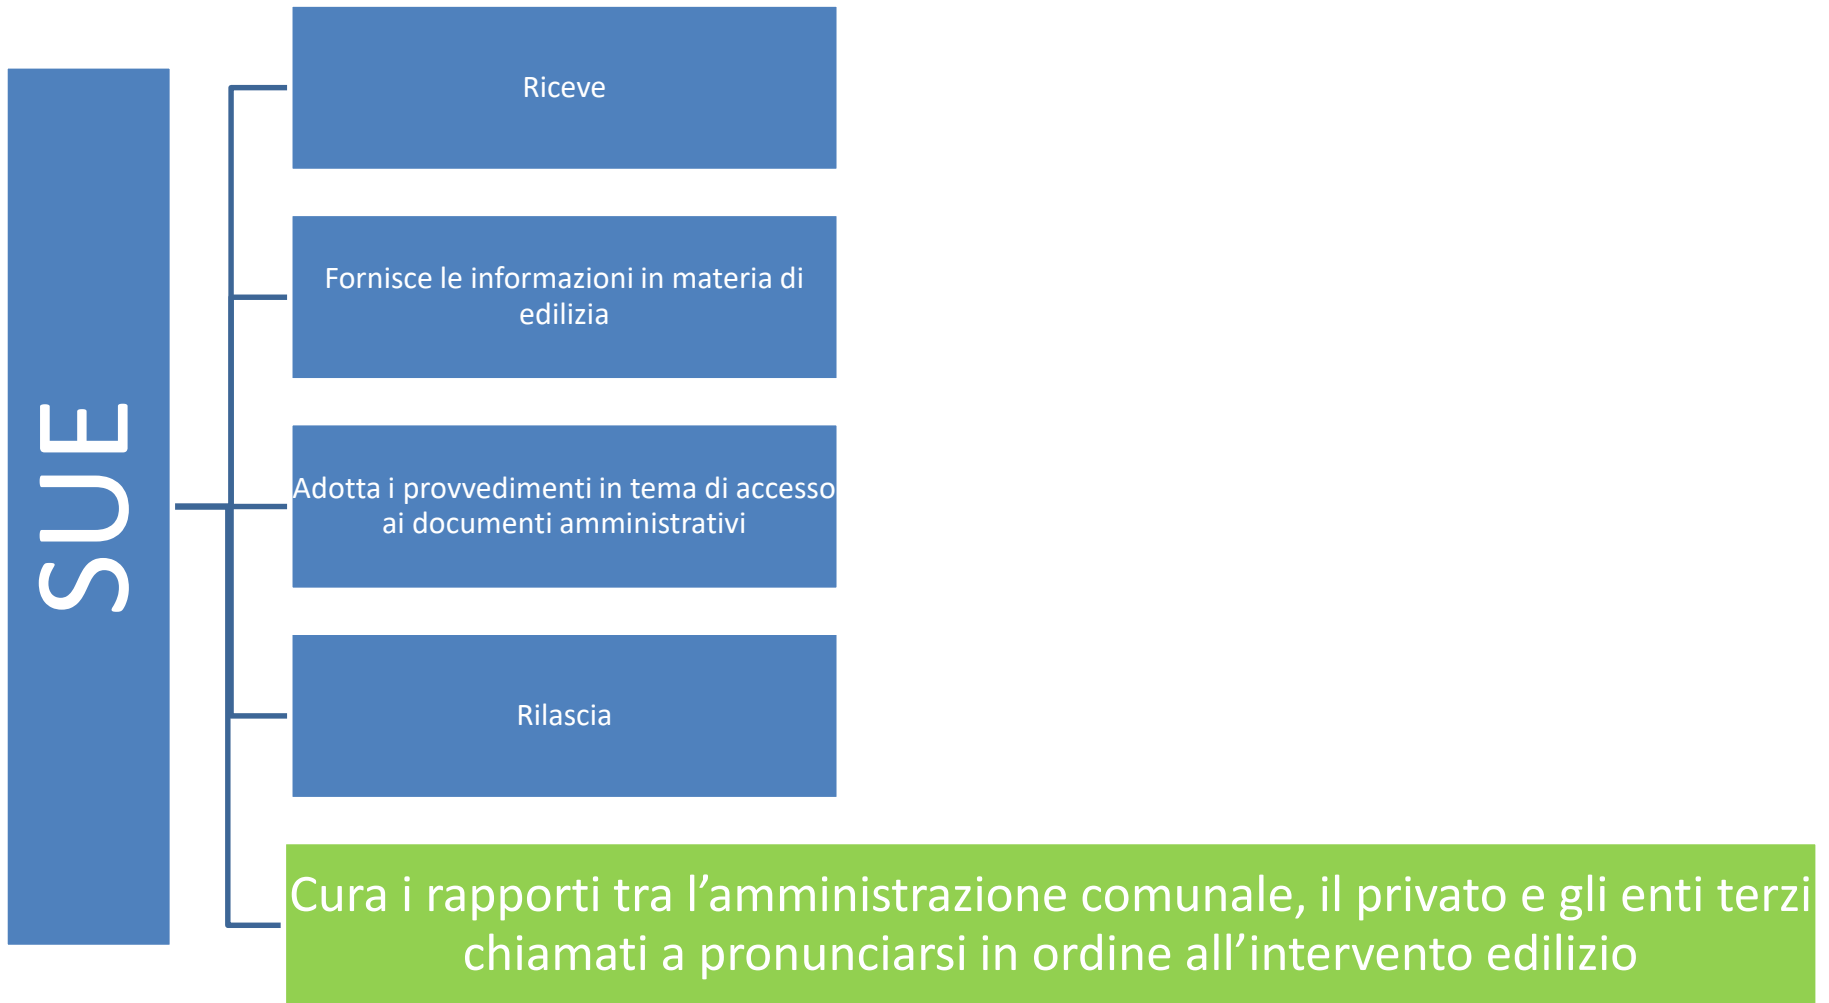 SUE
Riceve
Fornisce le informazioni in materia di
edilizia
Adotta i provvedimenti in tema di accesso
ai documenti amministrativi
Rilascia
Cura i rapporti tra l’amministrazione comunale, il privato e gli enti terzi
chiamati a pronunciarsi in ordine all’intervento edilizio